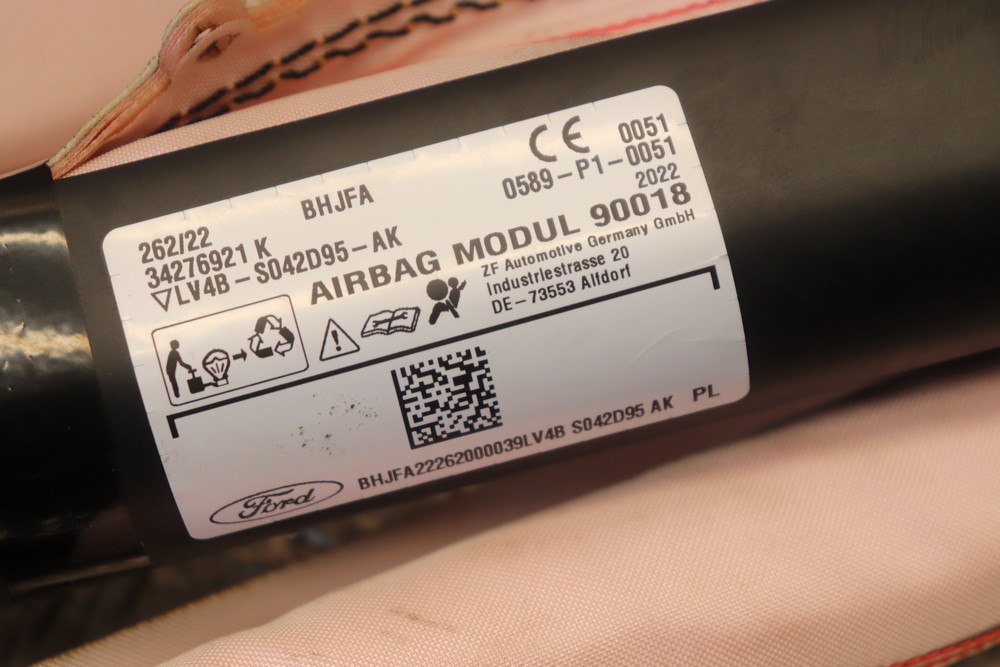 CE 0051
0589-P1-0051
2022
BHJFA
262/22
34276921 K
LV4B-S042D95-AK
AIRBAG MODUL 90018
ZF Automotive Germany GmbH
Industriestrasse 20
DE-73553 Alfdorf
BHJFA22262000039LV4B S042D95 AK PL
Ford